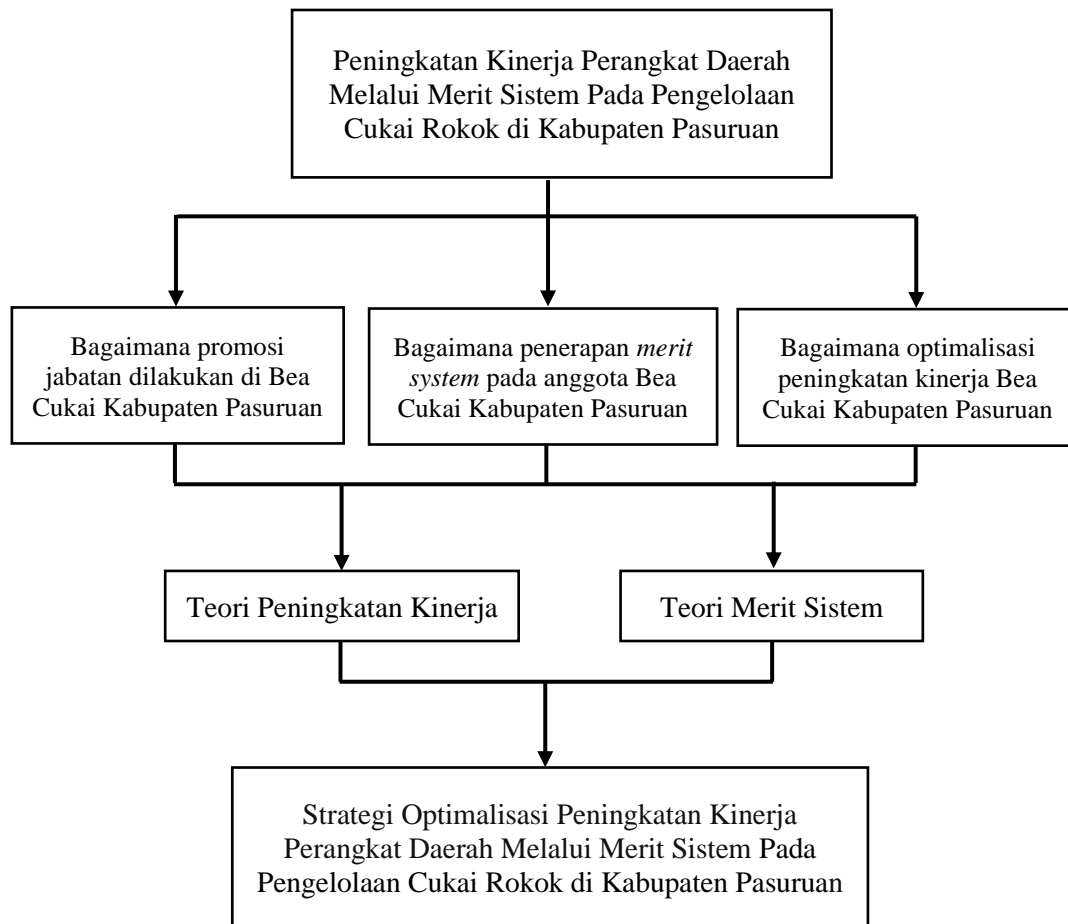 Peningkatan Kinerja Perangkat Daerah
Melalui Merit Sistem Pada Pengelolaan
Cukai Rokok di Kabupaten Pasuruan
Bagaimana promosi
jabatan dilakukan di Bea
Cukai Kabupaten Pasuruan
Bagaimana penerapan merit
system pada anggota Bea
Cukai Kabupaten Pasuruan
Bagaimana optimalisasi
peningkatan kinerja Bea
Cukai Kabupaten Pasuruan
Teori Peningkatan Kinerja
Teori Merit Sistem
Strategi Optimalisasi Peningkatan Kinerja
Perangkat Daerah Melalui Merit Sistem Pada
Pengelolaan Cukai Rokok di Kabupaten Pasuruan